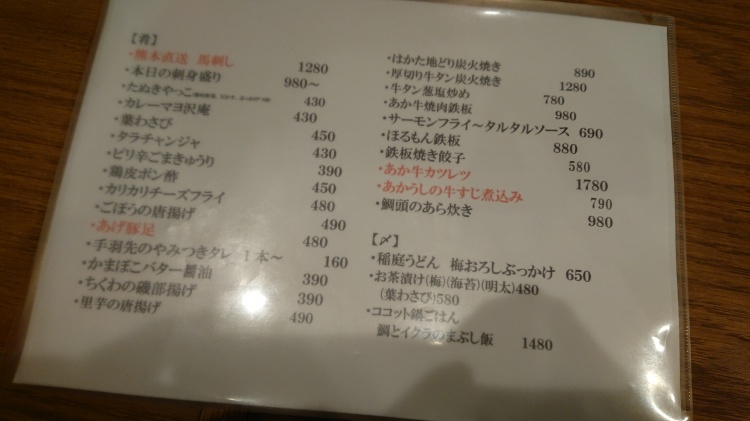 【肴】
・熊本直送 馬刺し 1280
・本日の刺身盛り 980〜
・たぬきやっこ 430
・カレーマヨ沢庵 430
・葉わさび 450
・タラチャンジャ 430
・ピリ辛ごまきゅうり 390
・鶏皮ポン酢 450
・カリカリチーズフライ 480
・ごぼうの唐揚げ 490
・あげ豚足 480
・手羽先のやみつきタレ 1本〜 160
・かまぼこバター醤油 390
・ちくわの磯部揚げ 390
・里芋の唐揚げ 490
・はかた地どり炭火焼き 890
・厚切り牛タン炭火焼き 1280
・牛タン葱塩炒め 780
・あか牛焼肉鉄板 980
・サーモンフライ〜タルタルソース 690
・ほるもん鉄板 880
・鉄板焼き餃子 580
・あか牛カツレツ 1780
・あかうしの牛すじ煮込み 790
・鯛頭のあら炊き 980
【〆】
・稲庭うどん 梅おろしぶっかけ 650
・お茶漬け(梅)(海苔)(明太)480
(葉わさび)580
・ココット鍋ごはん
鯛とイクラのまぶし飯 1480